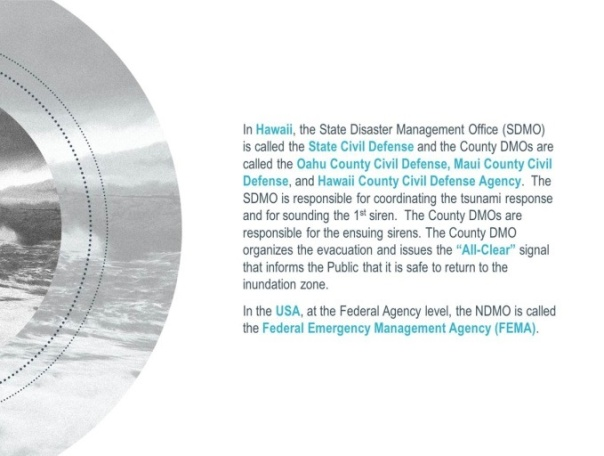 In Hawaii, the State Disaster Management Office (SDMO)
is called the State Civil Defense and the County DMOs are
called the Oahu County Civil Defense, Maui County Civil
Defense, and Hawaii County Civil Defense Agency.  The
SDMO is responsible for coordinating the tsunami response
and for sounding the 1st siren.  The County DMOs are
responsible for the ensuing sirens. The County DMO
organizes the evacuation and issues the “All-Clear” signal
that informs the Public that it is safe to return to the
inundation zone.
In the USA, at the Federal Agency level, the NDMO is called
the Federal Emergency Management Agency (FEMA).